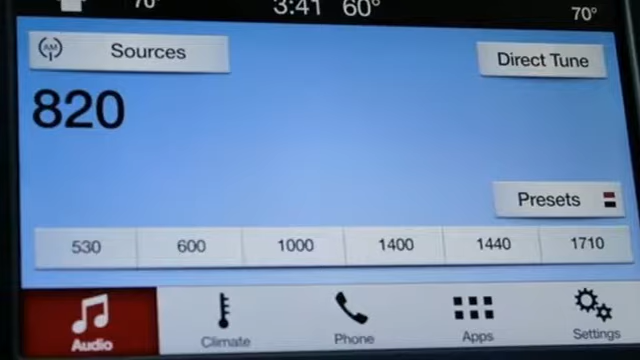 70° 3:41 60° 70°
AM Sources Direct Tune
820
Presets
530 600 1000 1400 1440 1710
Audio Climate Phone Apps Settings